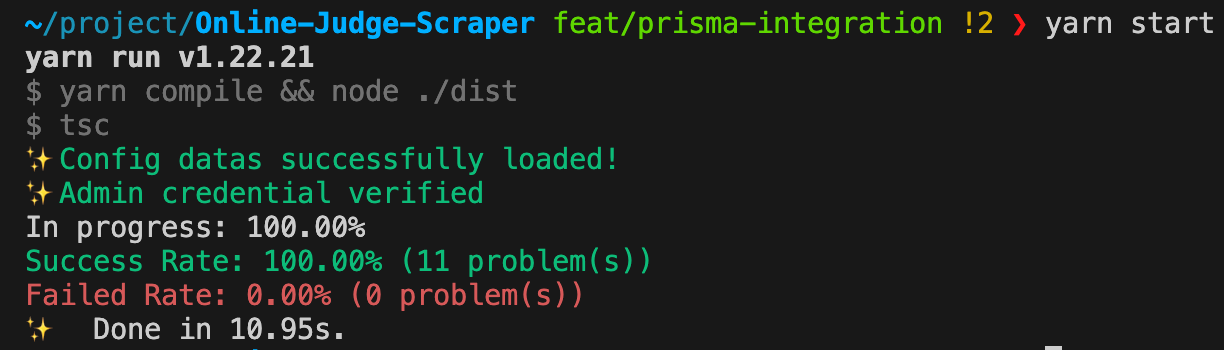 ~/project/Online-Judge-Scraper feat/prisma-integration !2 ❯ yarn start
yarn run v1.22.21
$ yarn compile && node ./dist
$ tsc
✨Config datas successfully loaded!
✨Admin credential verified
In progress: 100.00%
Success Rate: 100.00% (11 problem(s))
Failed Rate: 0.00% (0 problem(s))
✨  Done in 10.95s.